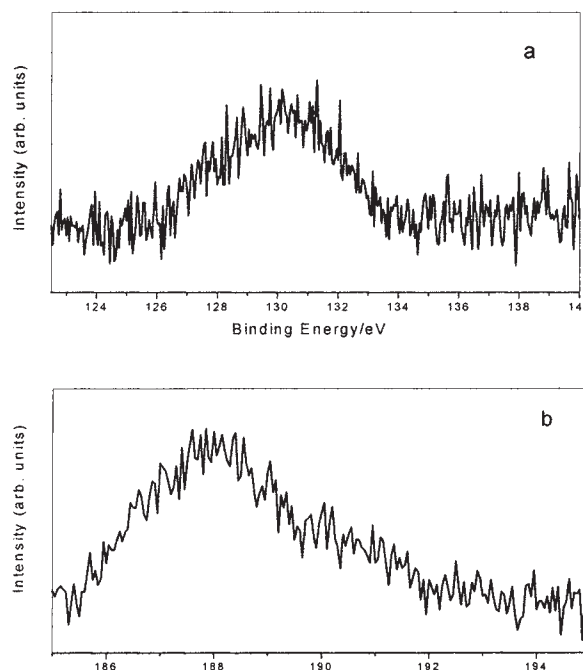 a
Intensity (arb. units)
124 126 128 130 132 134 136 138 14
Binding Energy/eV
b
Intensity (arb. units)
186 188 190 192 194